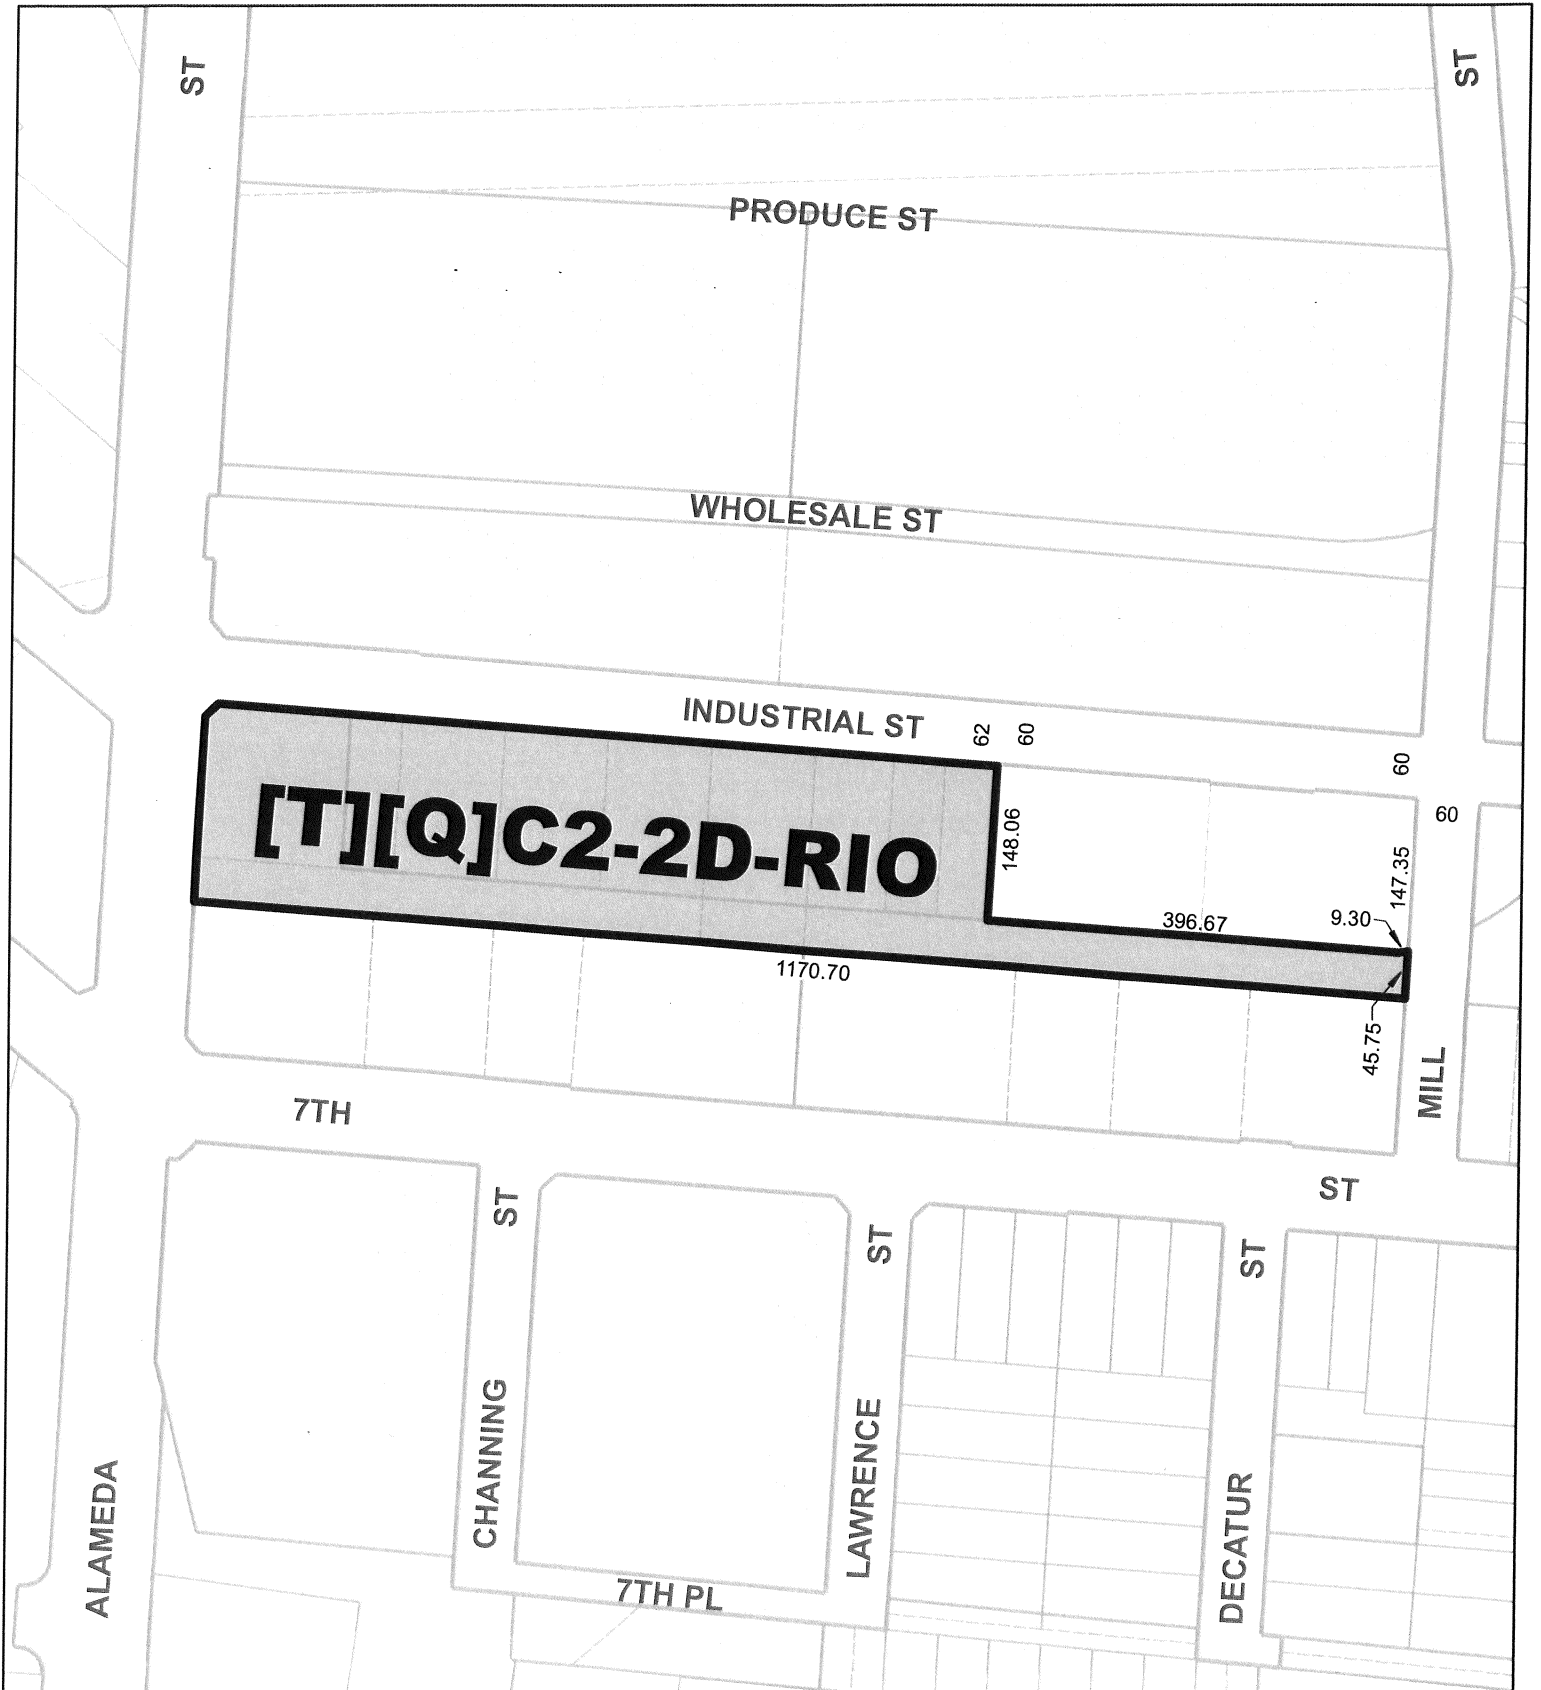 ST
ST
PRODUCE ST
WHOLESALE ST
INDUSTRIAL ST
62
60
60
60
[T][Q]C2-2D-RIO
148.06
147.35
396.67
9.30
1170.70
45.75
MILL
7TH
ST
ST
ST
ST
CHANNING
LAWRENCE
DECATUR
ALAMEDA
7TH PL